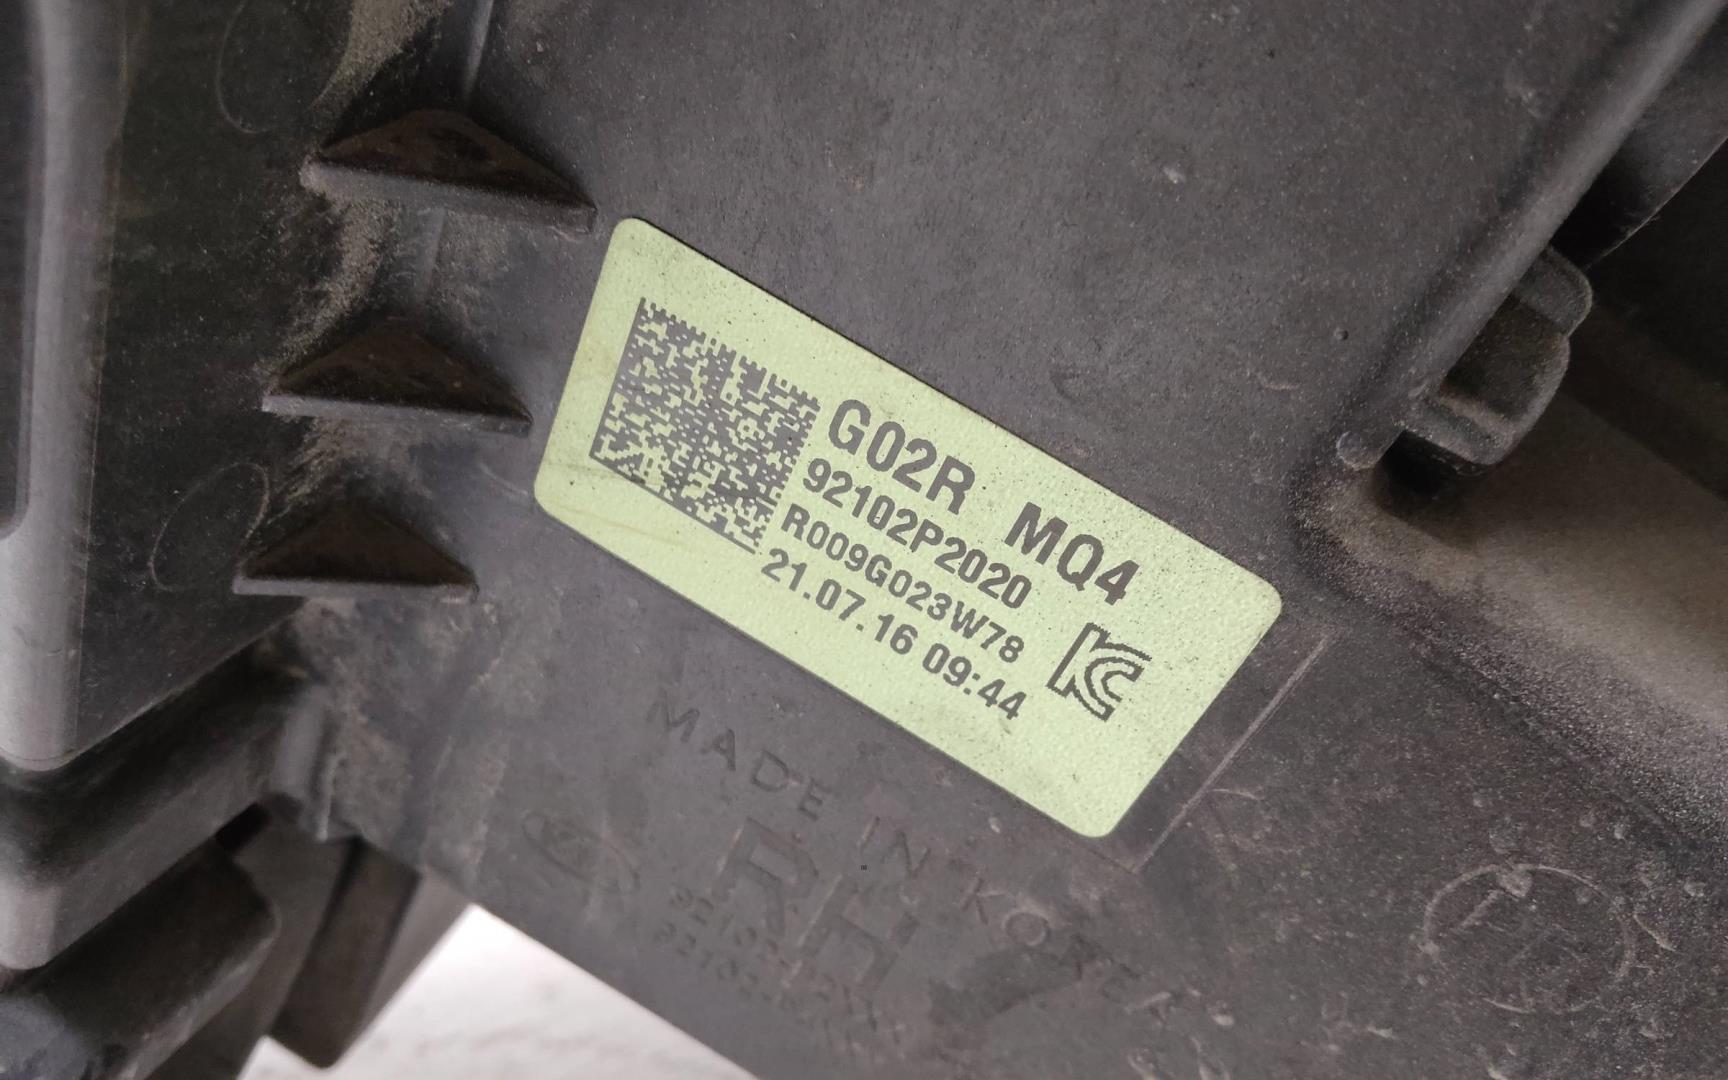 G02R MQ4
92102P2020
R009G023W78
21.07.16 09:44
MADE IN KOREA
RH